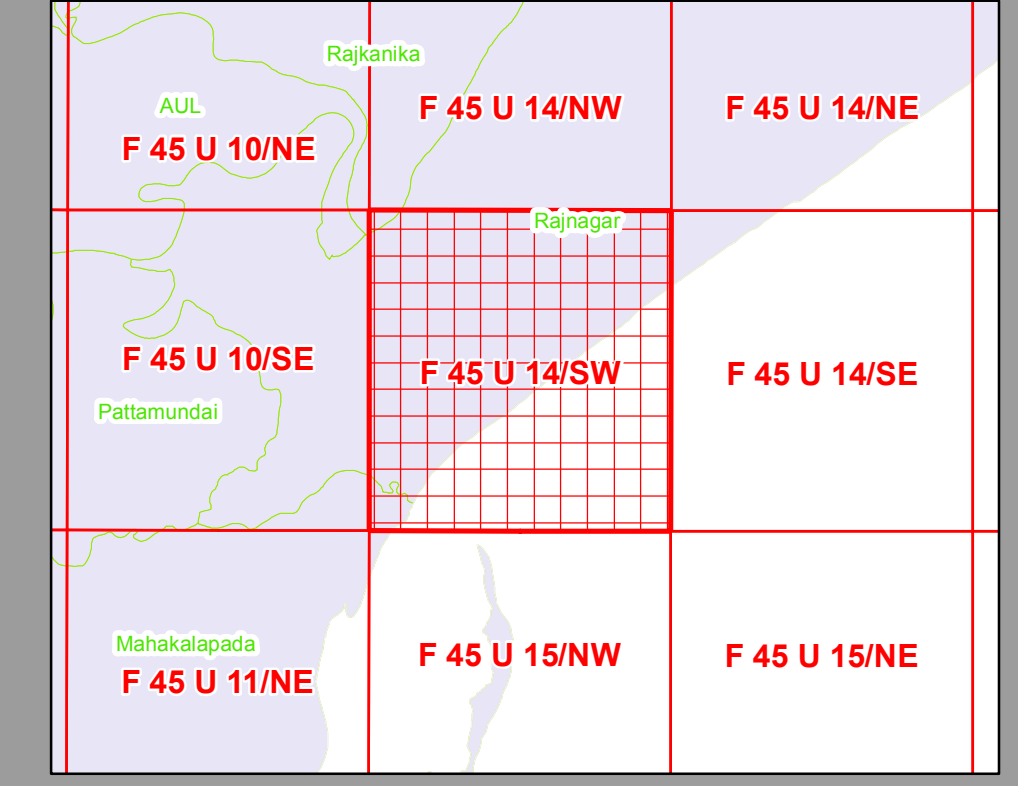 Rajkanika
AUL
F 45 U 10/NE
F 45 U 14/NW
F 45 U 14/NE
Rajnagar
F 45 U 10/SE
F 45 U 14/SW
F 45 U 14/SE
Pattamundai
Mahakalapada
F 45 U 11/NE
F 45 U 15/NW
F 45 U 15/NE